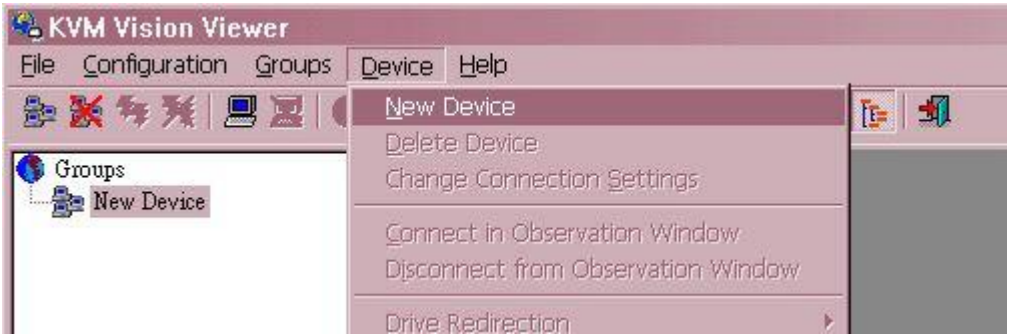 KVM Vision Viewer
File Configuration Groups Device Help
New Device
Delete Device
Change Connection Settings
Connect in Observation Window
Disconnect from Observation Window
Drive Redirection
Groups
New Device